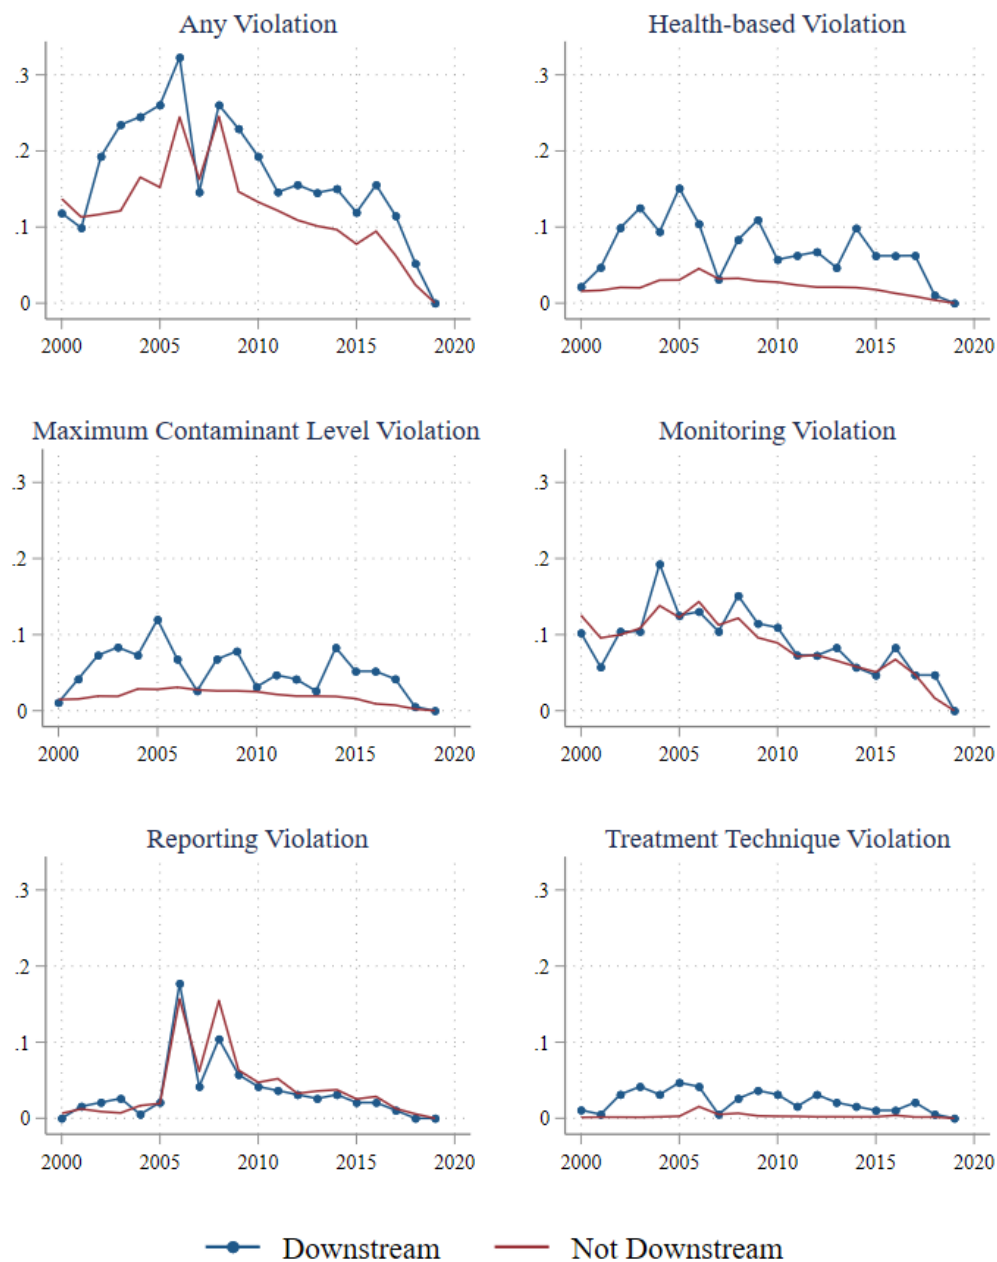 Any Violation
.3
.2
.1
0
2000 2005 2010 2015 2020
Health-based Violation
.3
.2
.1
0
2000 2005 2010 2015 2020
Maximum Contaminant Level Violation
.3
.2
.1
0
2000 2005 2010 2015 2020
Monitoring Violation
.3
.2
.1
0
2000 2005 2010 2015 2020
Reporting Violation
.3
.2
.1
0
2000 2005 2010 2015 2020
Treatment Technique Violation
.3
.2
.1
0
2000 2005 2010 2015 2020
Downstream Not Downstream